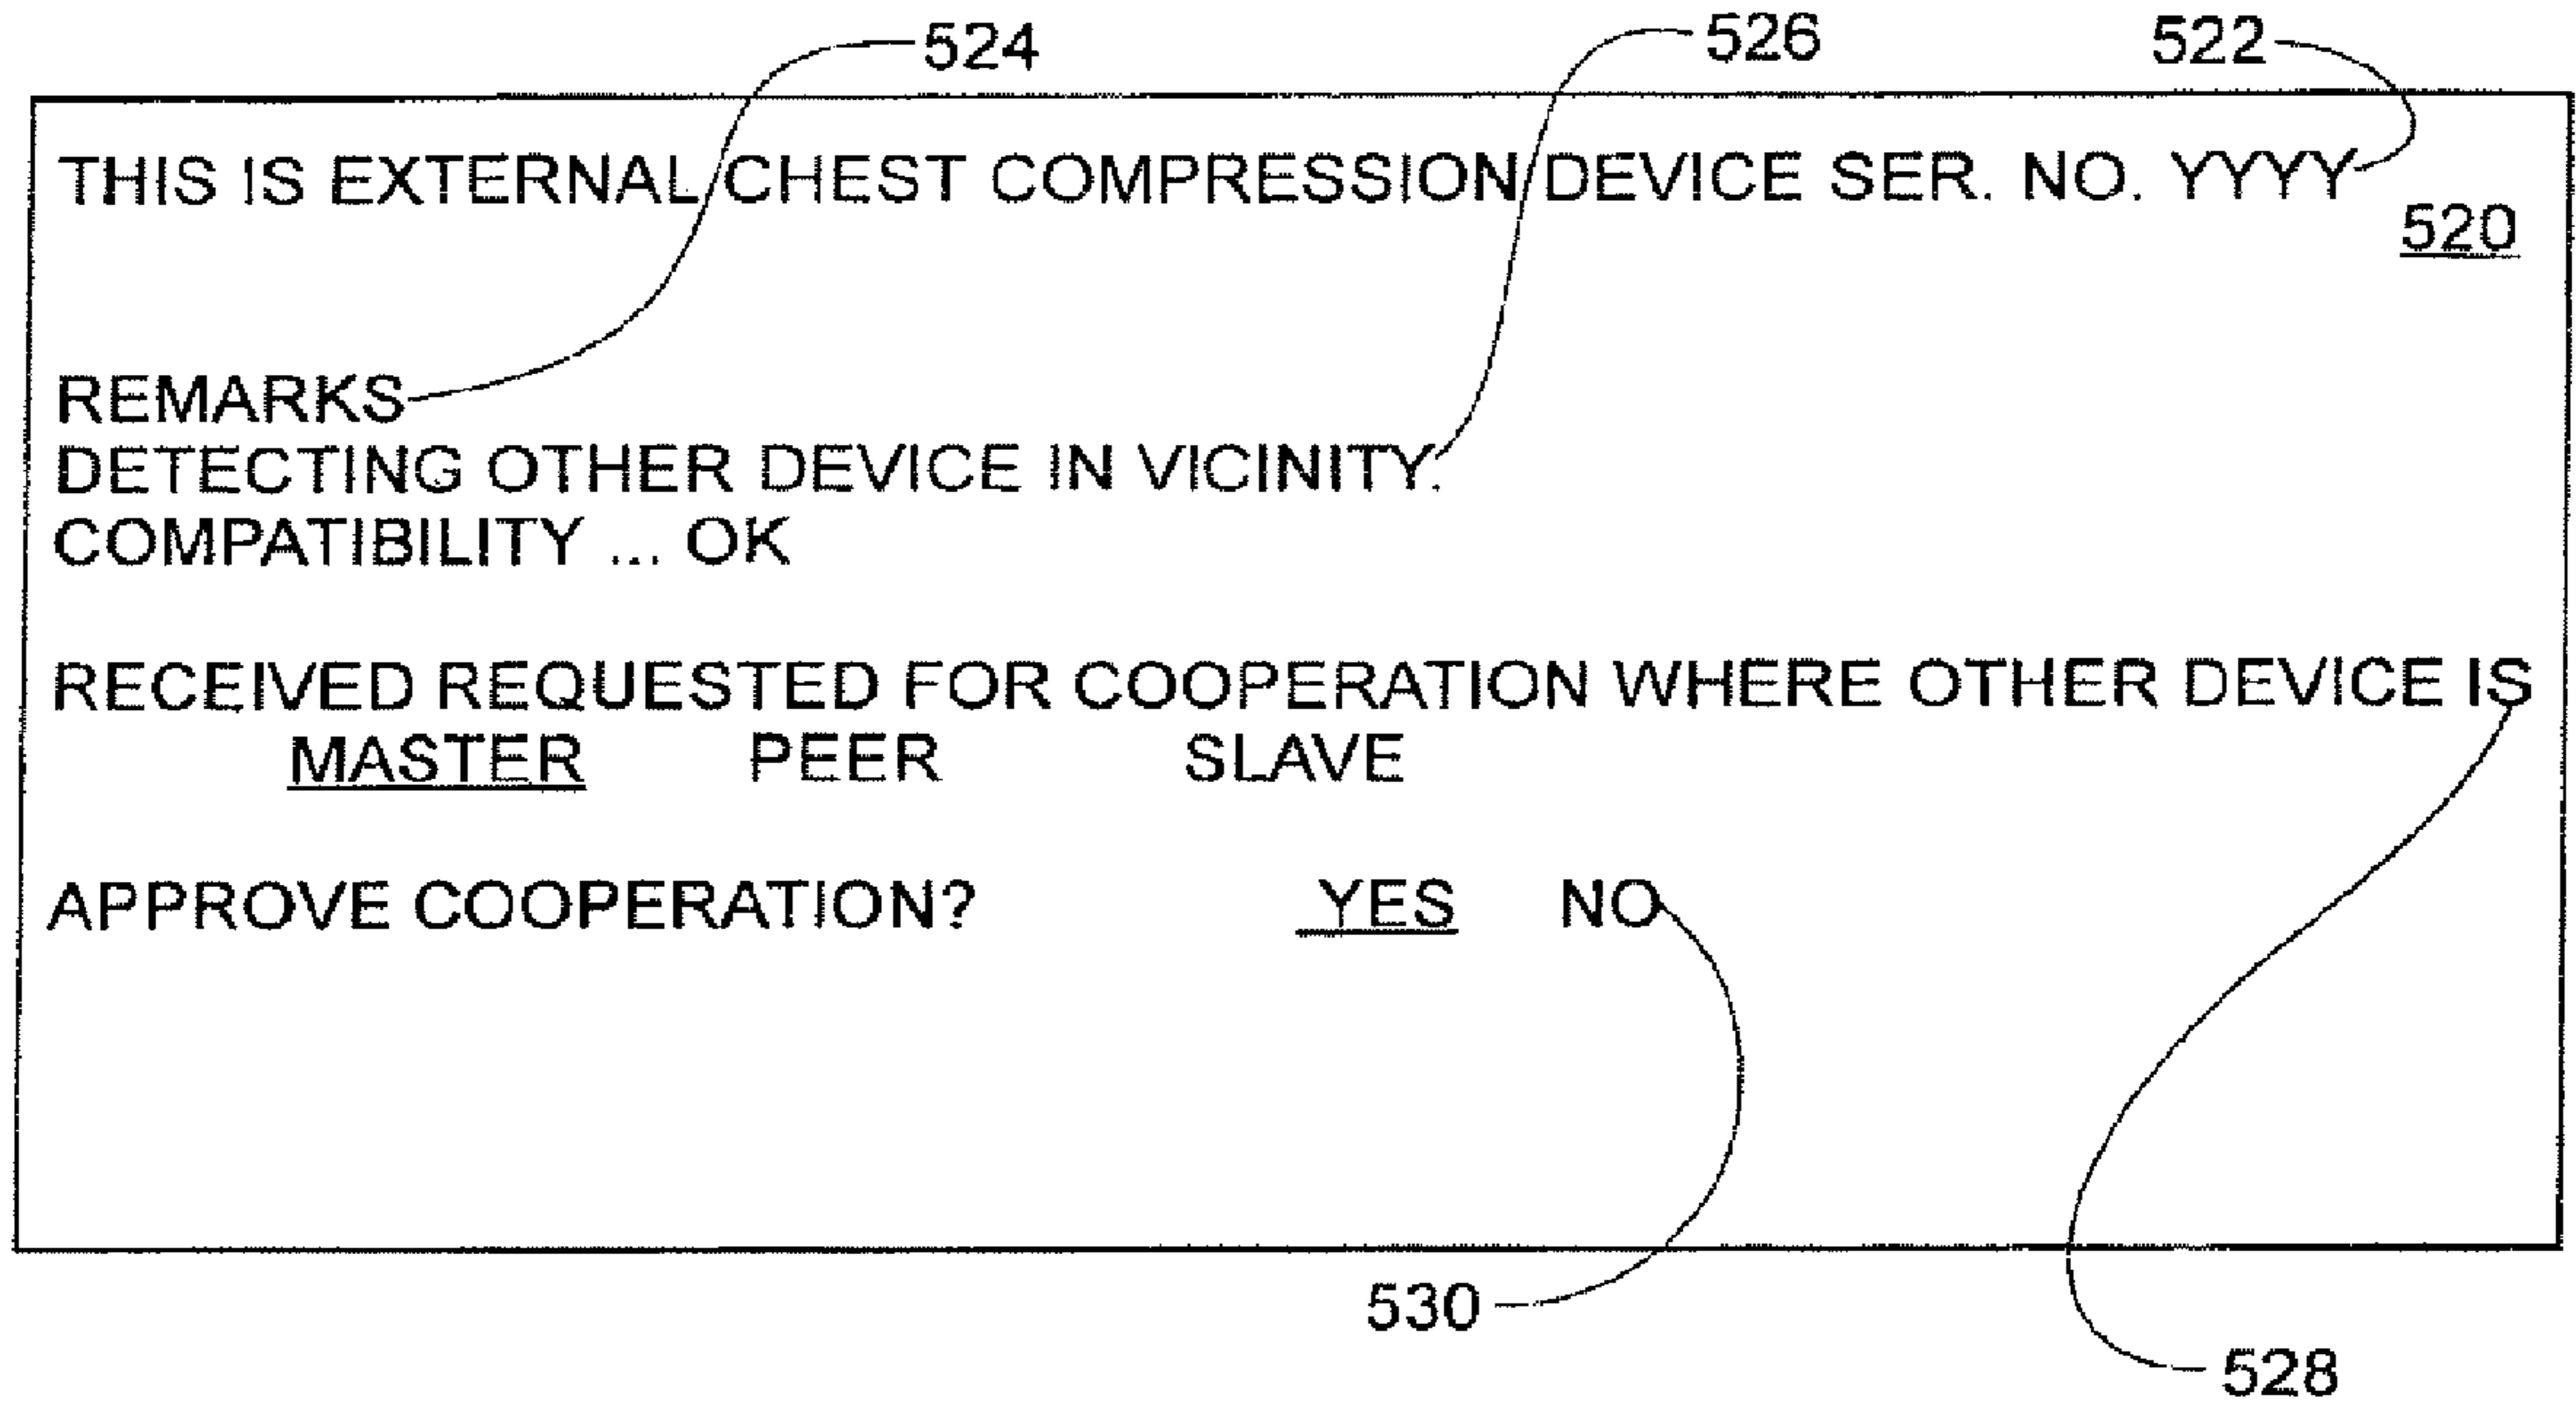 524 526 522
THIS IS EXTERNAL CHEST COMPRESSION DEVICE SER. NO. YYYY
520
REMARKS
DETECTING OTHER DEVICE IN VICINITY.
COMPATIBILITY ... OK
RECEIVED REQUESTED FOR COOPERATION WHERE OTHER DEVICE IS
MASTER PEER SLAVE
APPROVE COOPERATION? YES NO
530
528